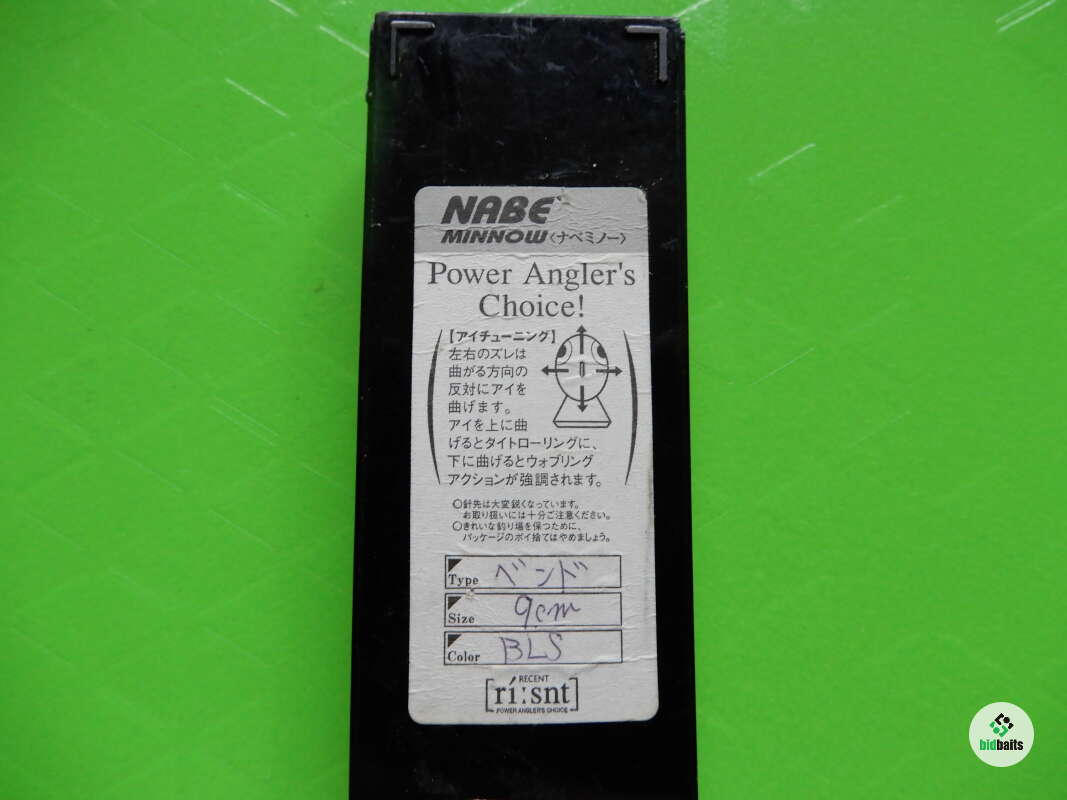 NABE
MINNOW〈ナベミノー〉
Power Angler's
Choice!
【アイチューニング】
左右のズレは
曲がる方向の
反対にアイを
曲げます。
アイを上に曲
げるとタイトローリングに、
下に曲げるとウォブリング
アクションが強調されます。
○針先は大変鋭くなっています。
お取り扱いには十分ご注意ください。
○きれいな釣り場を保つために、
パッケージのポイ捨てはやめましょう。
Type ベンド
Size 9cm
Color BLS
RECENT
[rí:snt]
POWER ANGLER'S CHOICE
bidbaits